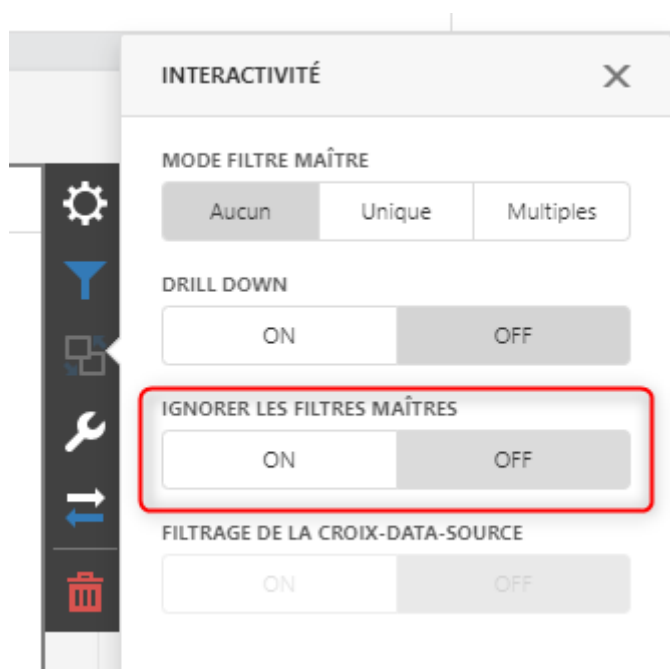 INTERACTIVITÉ
MODE FILTRE MAÎTRE
Aucun Unique Multiples
DRILL DOWN
ON OFF
IGNORER LES FILTRES MAÎTRES
ON OFF
FILTRAGE DE LA CROIX-DATA-SOURCE
ON OFF